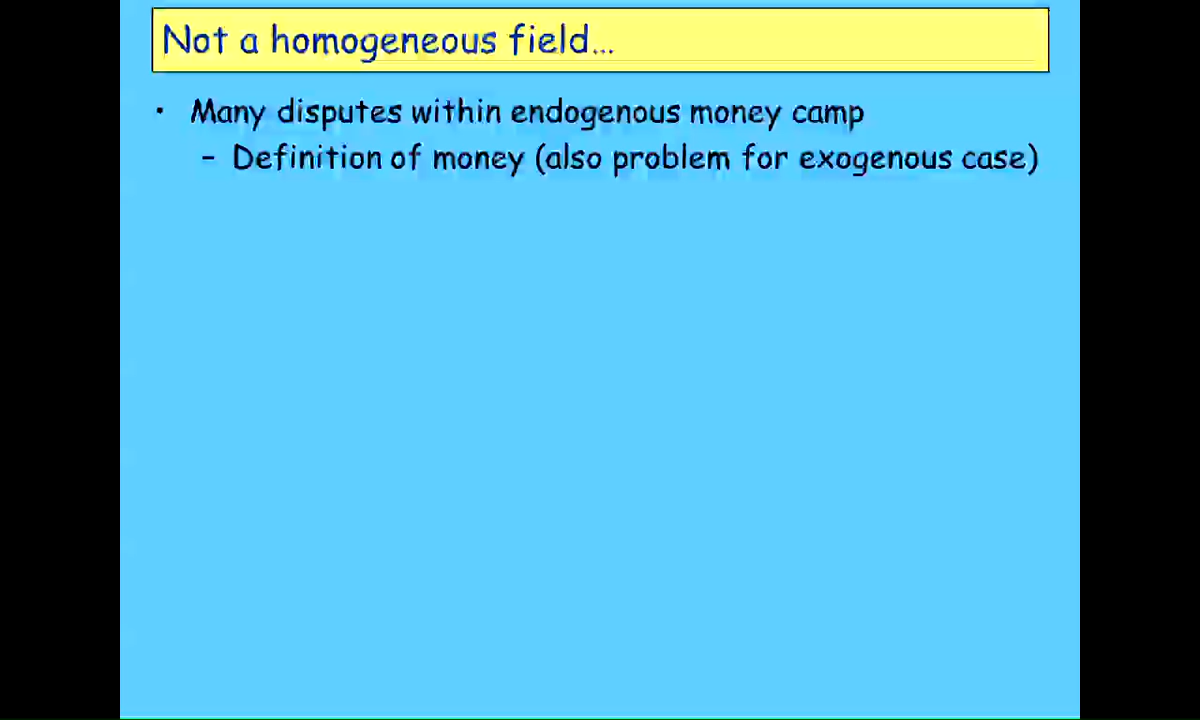 Not a homogeneous field...
• Many disputes within endogenous money camp
– Definition of money (also problem for exogenous case)